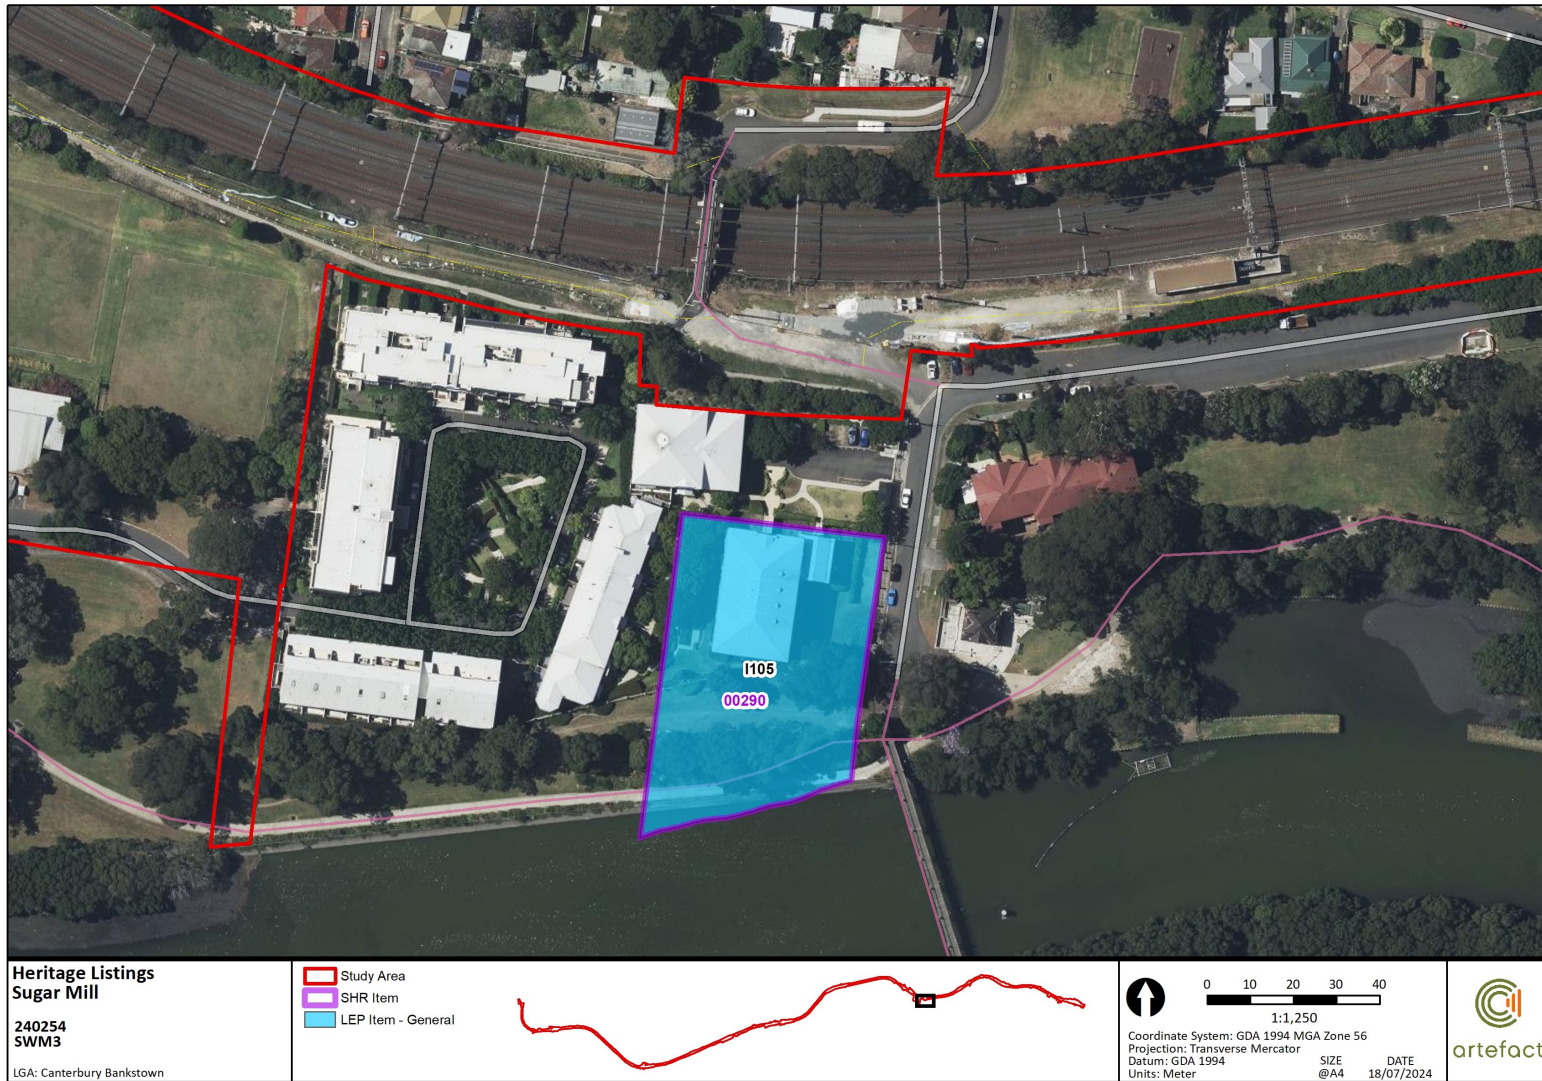 I105
00290
Heritage Listings
Sugar Mill
240254
SWM3
LGA: Canterbury Bankstown
Study Area
SHR Item
LEP Item - General
0 10 20 30 40
1:1,250
Coordinate System: GDA 1994 MGA Zone 56
Projection: Transverse Mercator
Datum: GDA 1994
Units: Meter
SIZE
@A4
DATE
18/07/2024
artefact